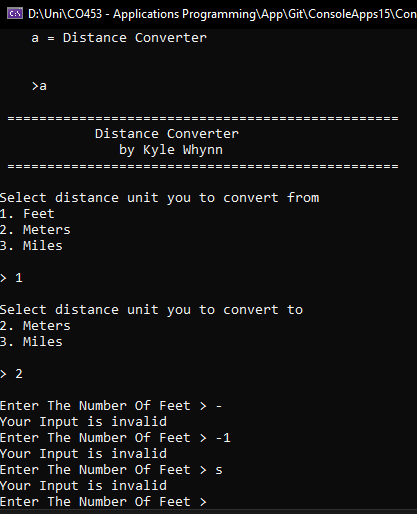 D:\Uni\CO453 - Applications Programming\App\Git\ConsoleApps15\Con
a = Distance Converter
>a
=================================================
Distance Converter
by Kyle Whynn
=================================================
Select distance unit you to convert from
1. Feet
2. Meters
3. Miles
> 1
Select distance unit you to convert to
2. Meters
3. Miles
> 2
Enter The Number Of Feet > -
Your Input is invalid
Enter The Number Of Feet > -1
Your Input is invalid
Enter The Number Of Feet > s
Your Input is invalid
Enter The Number Of Feet >